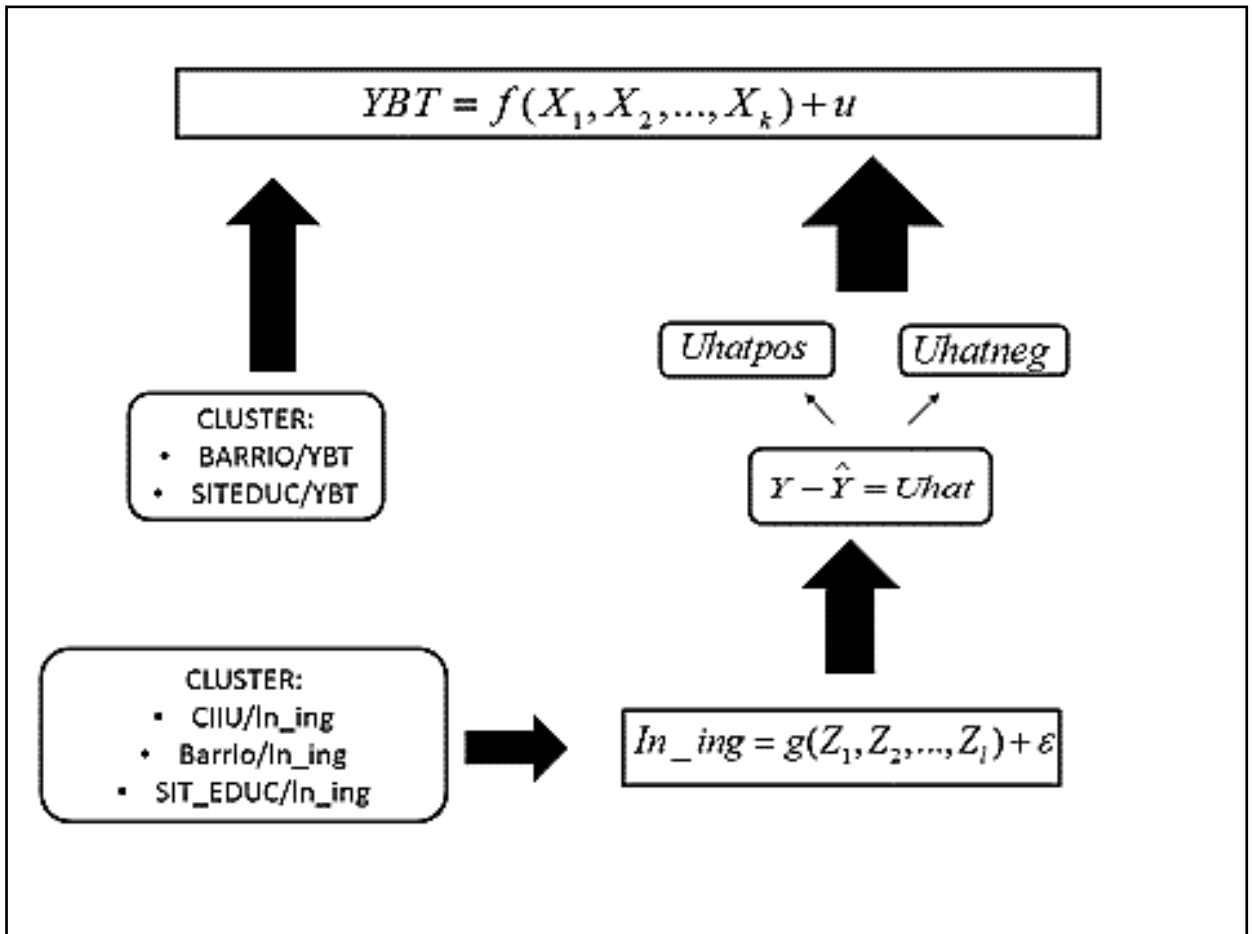 YBT = f(X₁, X₂,..., Xₖ) + u
Uhatpos
Uhatneg
CLUSTER:
• BARRIO/YBT
• SITEDUC/YBT
Y − Ŷ = Uhat
CLUSTER:
▪ CIIU/ln_ing
▪ Barrio/ln_ing
▪ SIT_EDUC/ln_ing
ln_ing = g(Z₁, Z₂,..., Zₗ) + ε